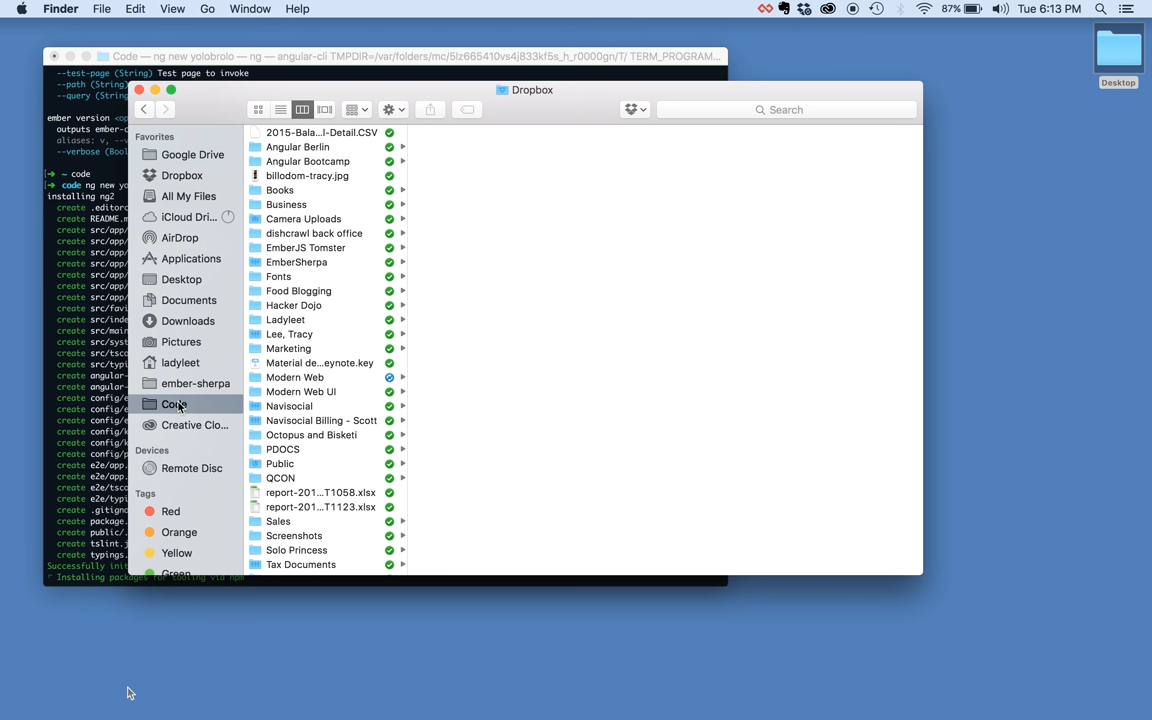 Finder File Edit View Go Window Help 87% Tue 6:13 PM
Desktop
Code — ng new yolobrolo — ng — angular-cli TMPDIR=/var/folders/mc/5lz665410vs4j833kf5s_h_r0000gn/T/ TERM_PROGRAM...
--test-page (String) Test page to invoke
--path (String)
--query (String
ember version
outputs ember-c
aliases: v, --v
--verbose (Bool
~ code
code ng new yo
installing ng2
create .editorc
create README.m
create src/app/
create src/app/
create src/app/
create src/app/
create src/app/
create src/app/
create src/app/
create src/favi
create src/inde
create src/main
create src/syst
create src/tsco
create src/typi
create angular-
create angular-
create config/e
create config/e
create config/e
create config/k
create config/p
create e2e/app.
create e2e/app.
create e2e/tsco
create e2e/typi
create .gitigno
create package.
create public/.
create tslint.j
create typings.
Successfully init
Installing packages for tooling via npm
Dropbox
Search
Favorites
Google Drive
Dropbox
All My Files
iCloud Dri...
AirDrop
Applications
Desktop
Documents
Downloads
Pictures
ladyleet
ember-sherpa
Code
Creative Clo...
Devices
Remote Disc
Tags
Red
Orange
Yellow
Green
2015-Bala...l-Detail.CSV
Angular Berlin
Angular Bootcamp
billodom-tracy.jpg
Books
Business
Camera Uploads
dishcrawl back office
EmberJS Tomster
EmberSherpa
Fonts
Food Blogging
Hacker Dojo
Ladyleet
Lee, Tracy
Marketing
Material de...eynote.key
Modern Web
Modern Web UI
Navisocial
Navisocial Billing - Scott
Octopus and Bisketi
PDOCS
Public
QCON
report-201...T1058.xlsx
report-201...T1123.xlsx
Sales
Screenshots
Solo Princess
Tax Documents